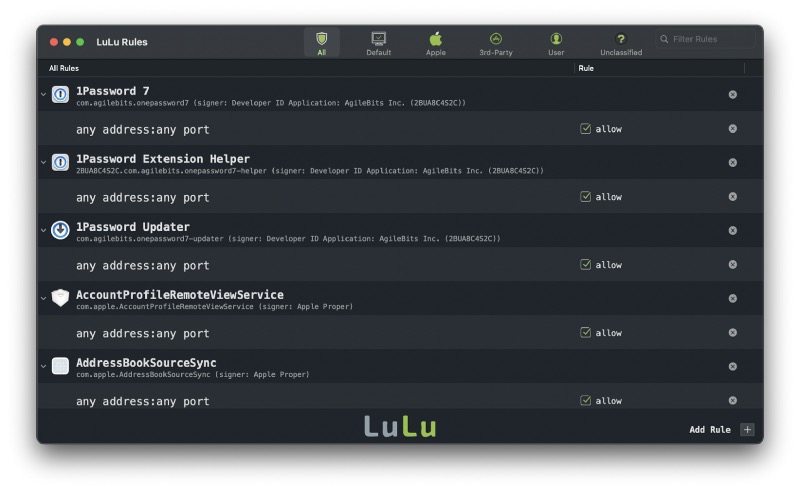 LuLu Rules
All
Default
Apple
3rd-Party
User
Unclassified
Filter Rules
All Rules
Rule
1Password 7
com.agilebits.onepassword7 (signer: Developer ID Application: AgileBits Inc. (2BUA8C4S2C))
any address:any port
allow
1Password Extension Helper
2BUA8C4S2C.com.agilebits.onepassword7-helper (signer: Developer ID Application: AgileBits Inc. (2BUA8C4S2C))
any address:any port
allow
1Password Updater
com.agilebits.onepassword7-updater (signer: Developer ID Application: AgileBits Inc. (2BUA8C4S2C))
any address:any port
allow
AccountProfileRemoteViewService
com.apple.AccountProfileRemoteViewService (signer: Apple Proper)
any address:any port
allow
AddressBookSourceSync
com.apple.AddressBookSourceSync (signer: Apple Proper)
any address:any port
allow
LuLu
Add Rule